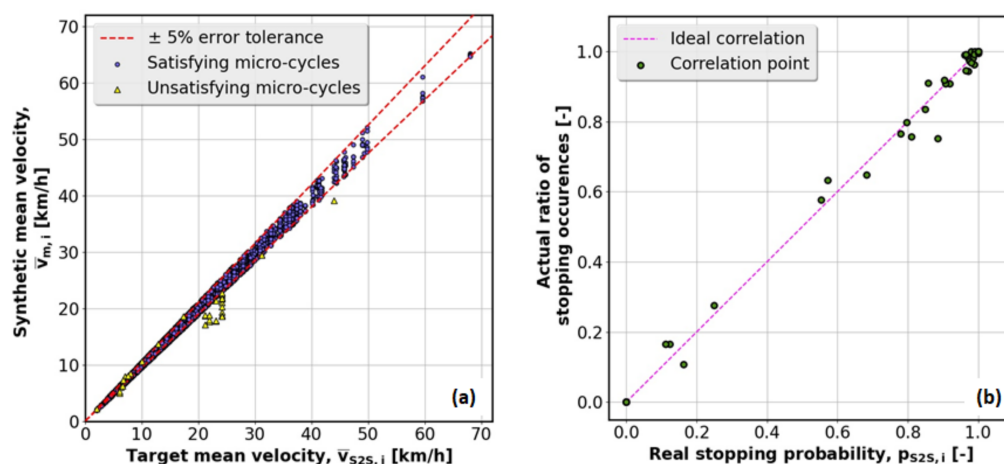 70
60
50
40
30
20
10
0
Synthetic mean velocity,
v̅m, i [km/h]
± 5% error tolerance
Satisfying micro-cycles
Unsatisfying micro-cycles
(a)
0 10 20 30 40 50 60 70
Target mean velocity, v̅S2S, i [km/h]
1.0
0.8
0.6
0.4
0.2
0.0
Actual ratio of
stopping occurences [-]
Ideal correlation
Correlation point
(b)
0.0 0.2 0.4 0.6 0.8 1.0
Real stopping probability, pS2S, i [-]